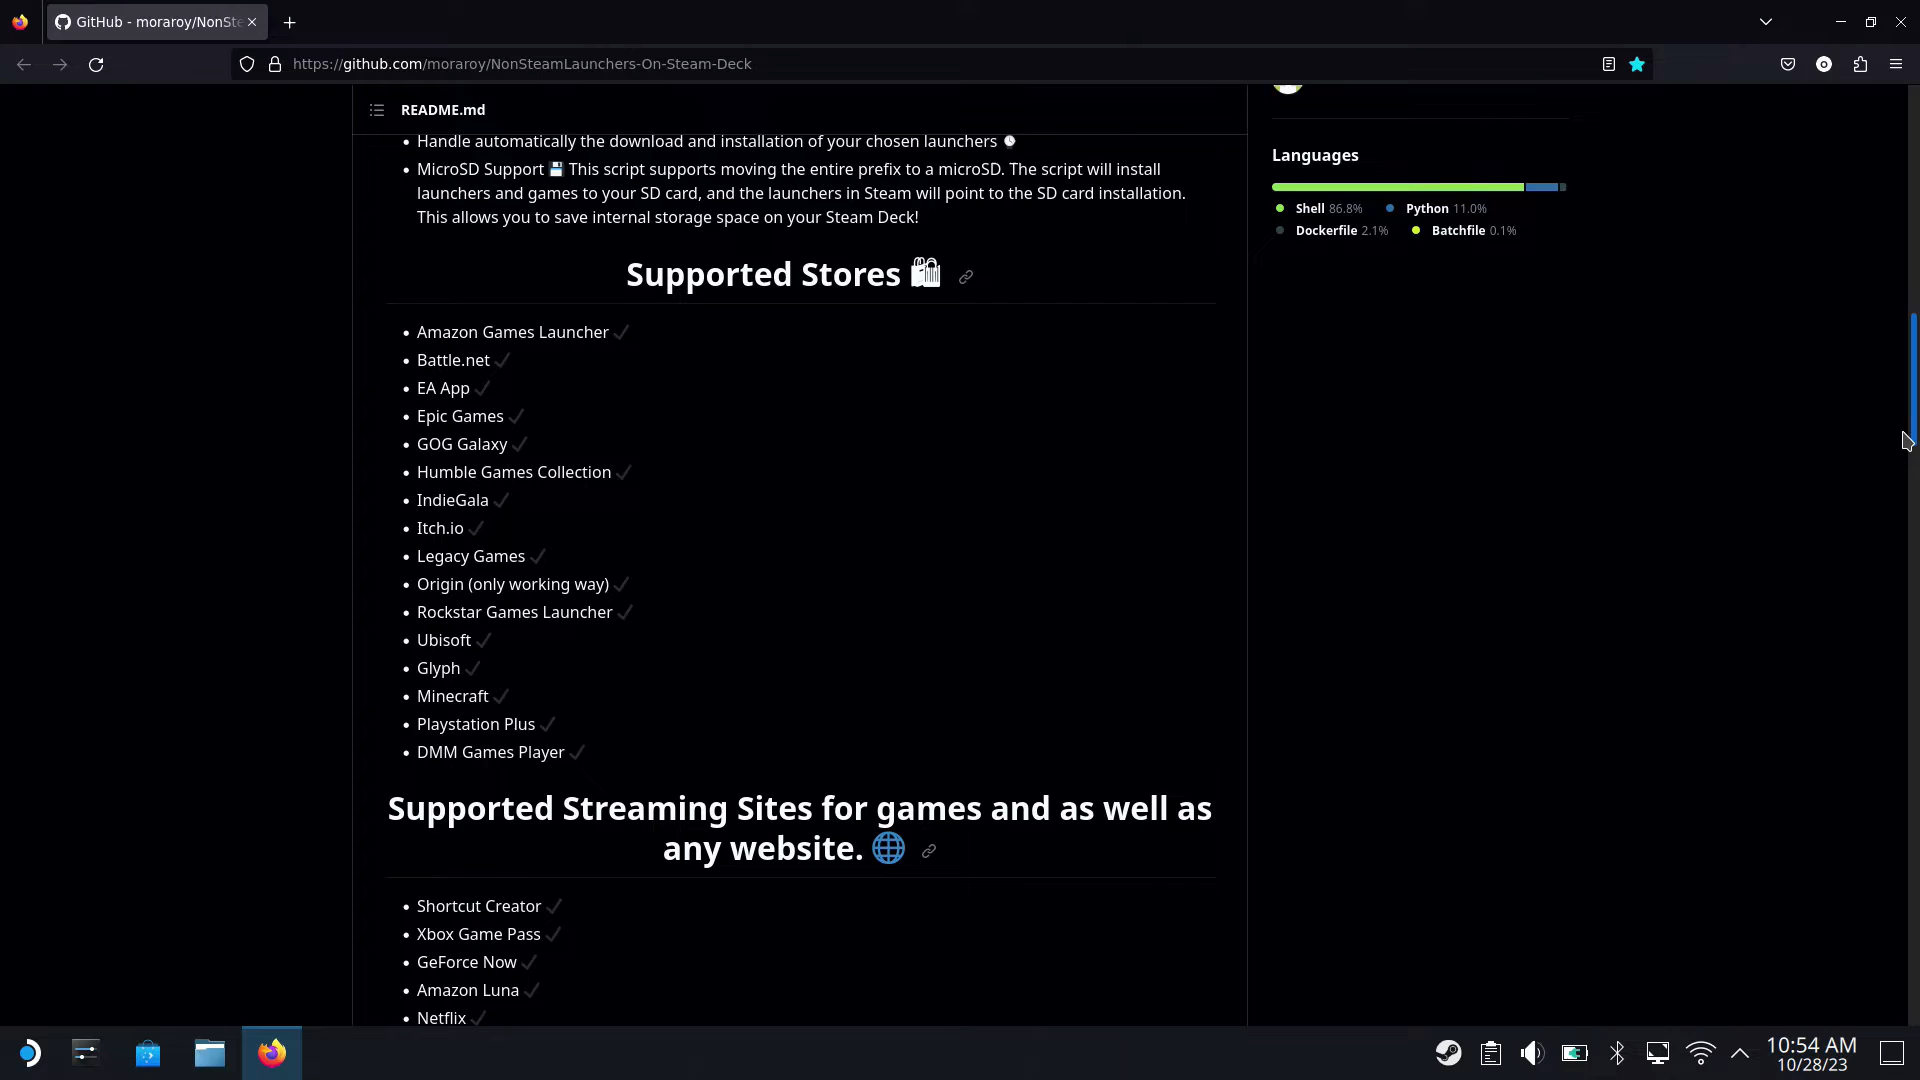 GitHub - moraroy/NonSte
https://github.com/moraroy/NonSteamLaunchers-On-Steam-Deck
README.md
• Handle automatically the download and installation of your chosen launchers 🕒
• MicroSD Support 💾 This script supports moving the entire prefix to a microSD. The script will install
launchers and games to your SD card, and the launchers in Steam will point to the SD card installation.
This allows you to save internal storage space on your Steam Deck!
Supported Stores 🛍️
• Amazon Games Launcher ✔️
• Battle.net ✔️
• EA App ✔️
• Epic Games ✔️
• GOG Galaxy ✔️
• Humble Games Collection ✔️
• IndieGala ✔️
• Itch.io ✔️
• Legacy Games ✔️
• Origin (only working way) ✔️
• Rockstar Games Launcher ✔️
• Ubisoft ✔️
• Glyph ✔️
• Minecraft ✔️
• Playstation Plus ✔️
• DMM Games Player ✔️
Supported Streaming Sites for games and as well as
any website. 🌐
• Shortcut Creator ✔️
• Xbox Game Pass ✔️
• GeForce Now ✔️
• Amazon Luna ✔️
• Netflix ✔️
Languages
Shell 86.8% Python 11.0%
Dockerfile 2.1% Batchfile 0.1%
10:54 AM
10/28/23